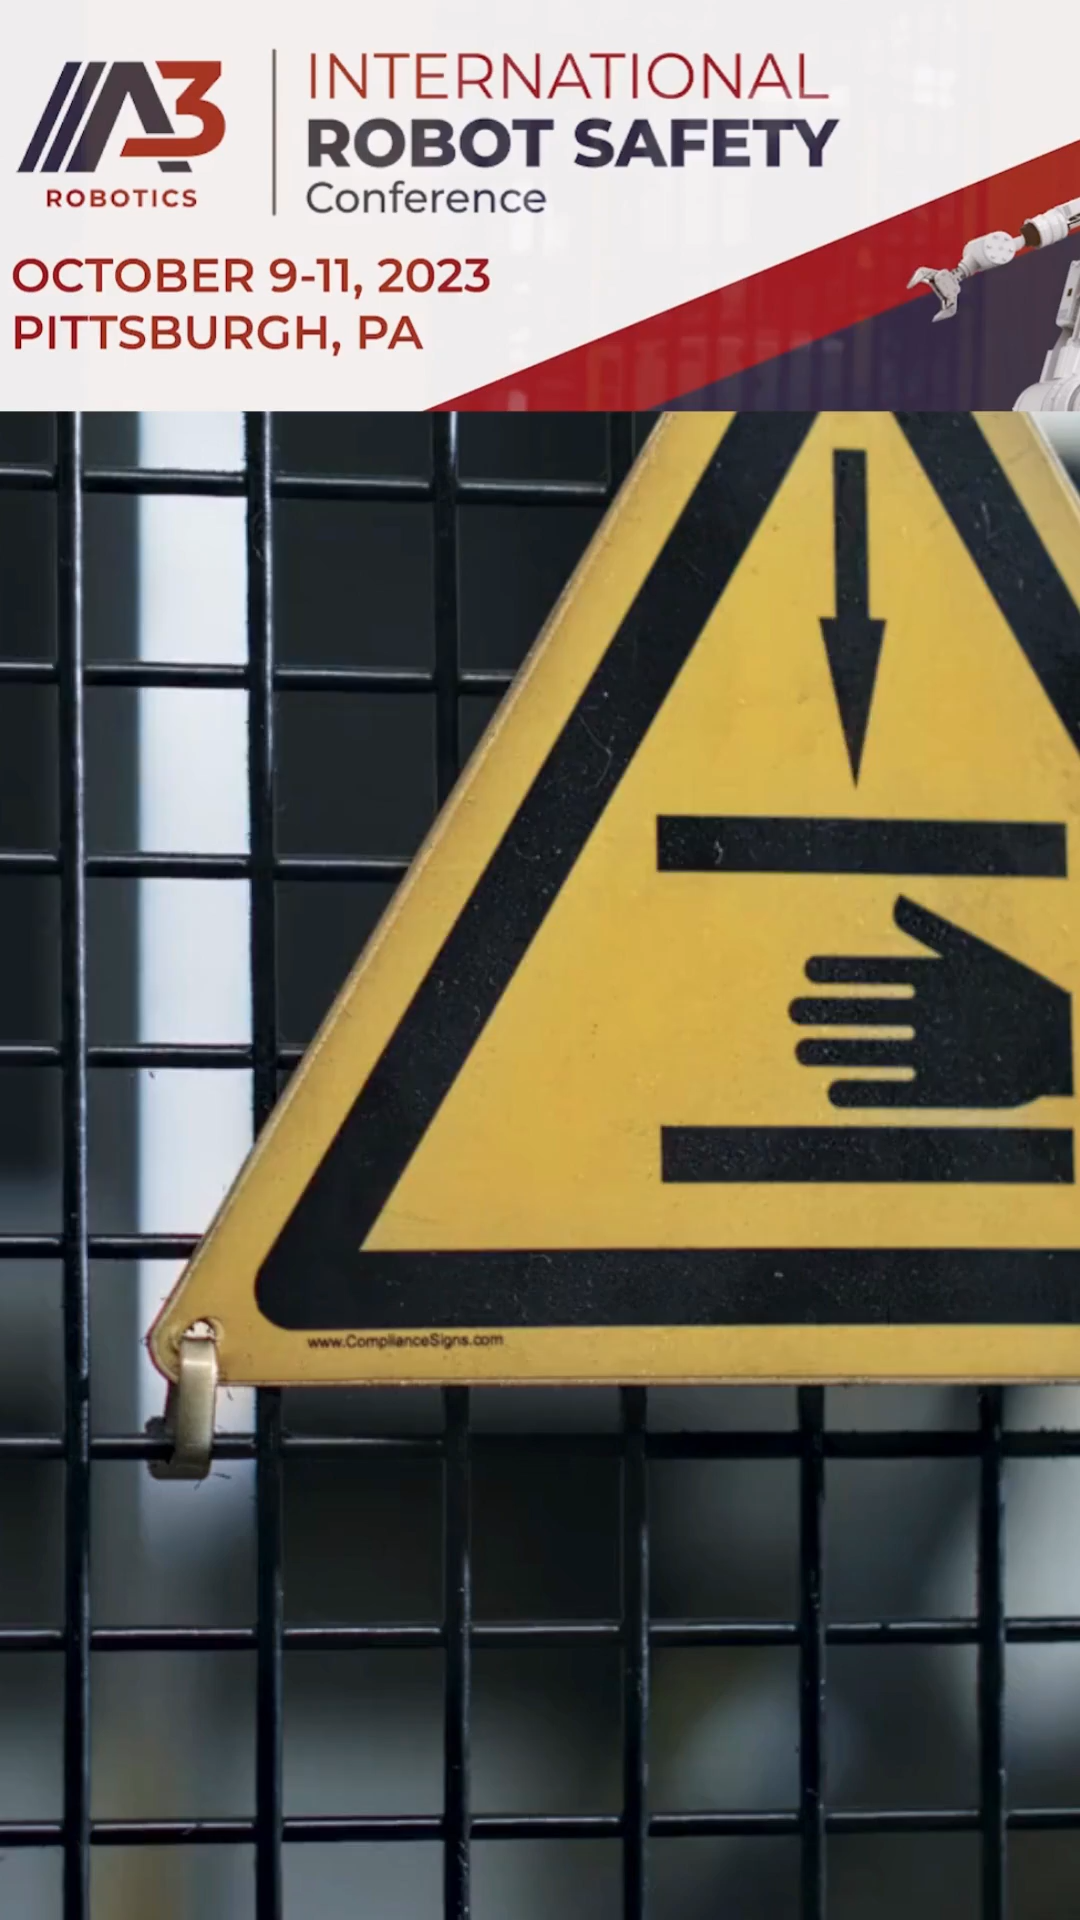 A3
ROBOTICS
INTERNATIONAL
ROBOT SAFETY
Conference
OCTOBER 9-11, 2023
PITTSBURGH, PA
www.ComplianceSigns.com